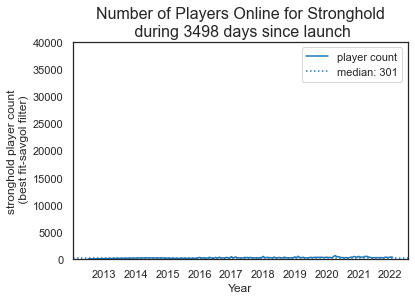 Number of Players Online for Stronghold
during 3498 days since launch
40000
35000
30000
25000
20000
15000
10000
5000
0
stronghold player count
(best fit-savgol filter)
player count
median: 301
2013 2014 2015 2016 2017 2018 2019 2020 2021 2022
Year